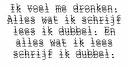 Ik voel me dronken.
Alles wat ik schrijf
lees ik dubbel. En
alles wat ik lees
schrijf ik dubbel.